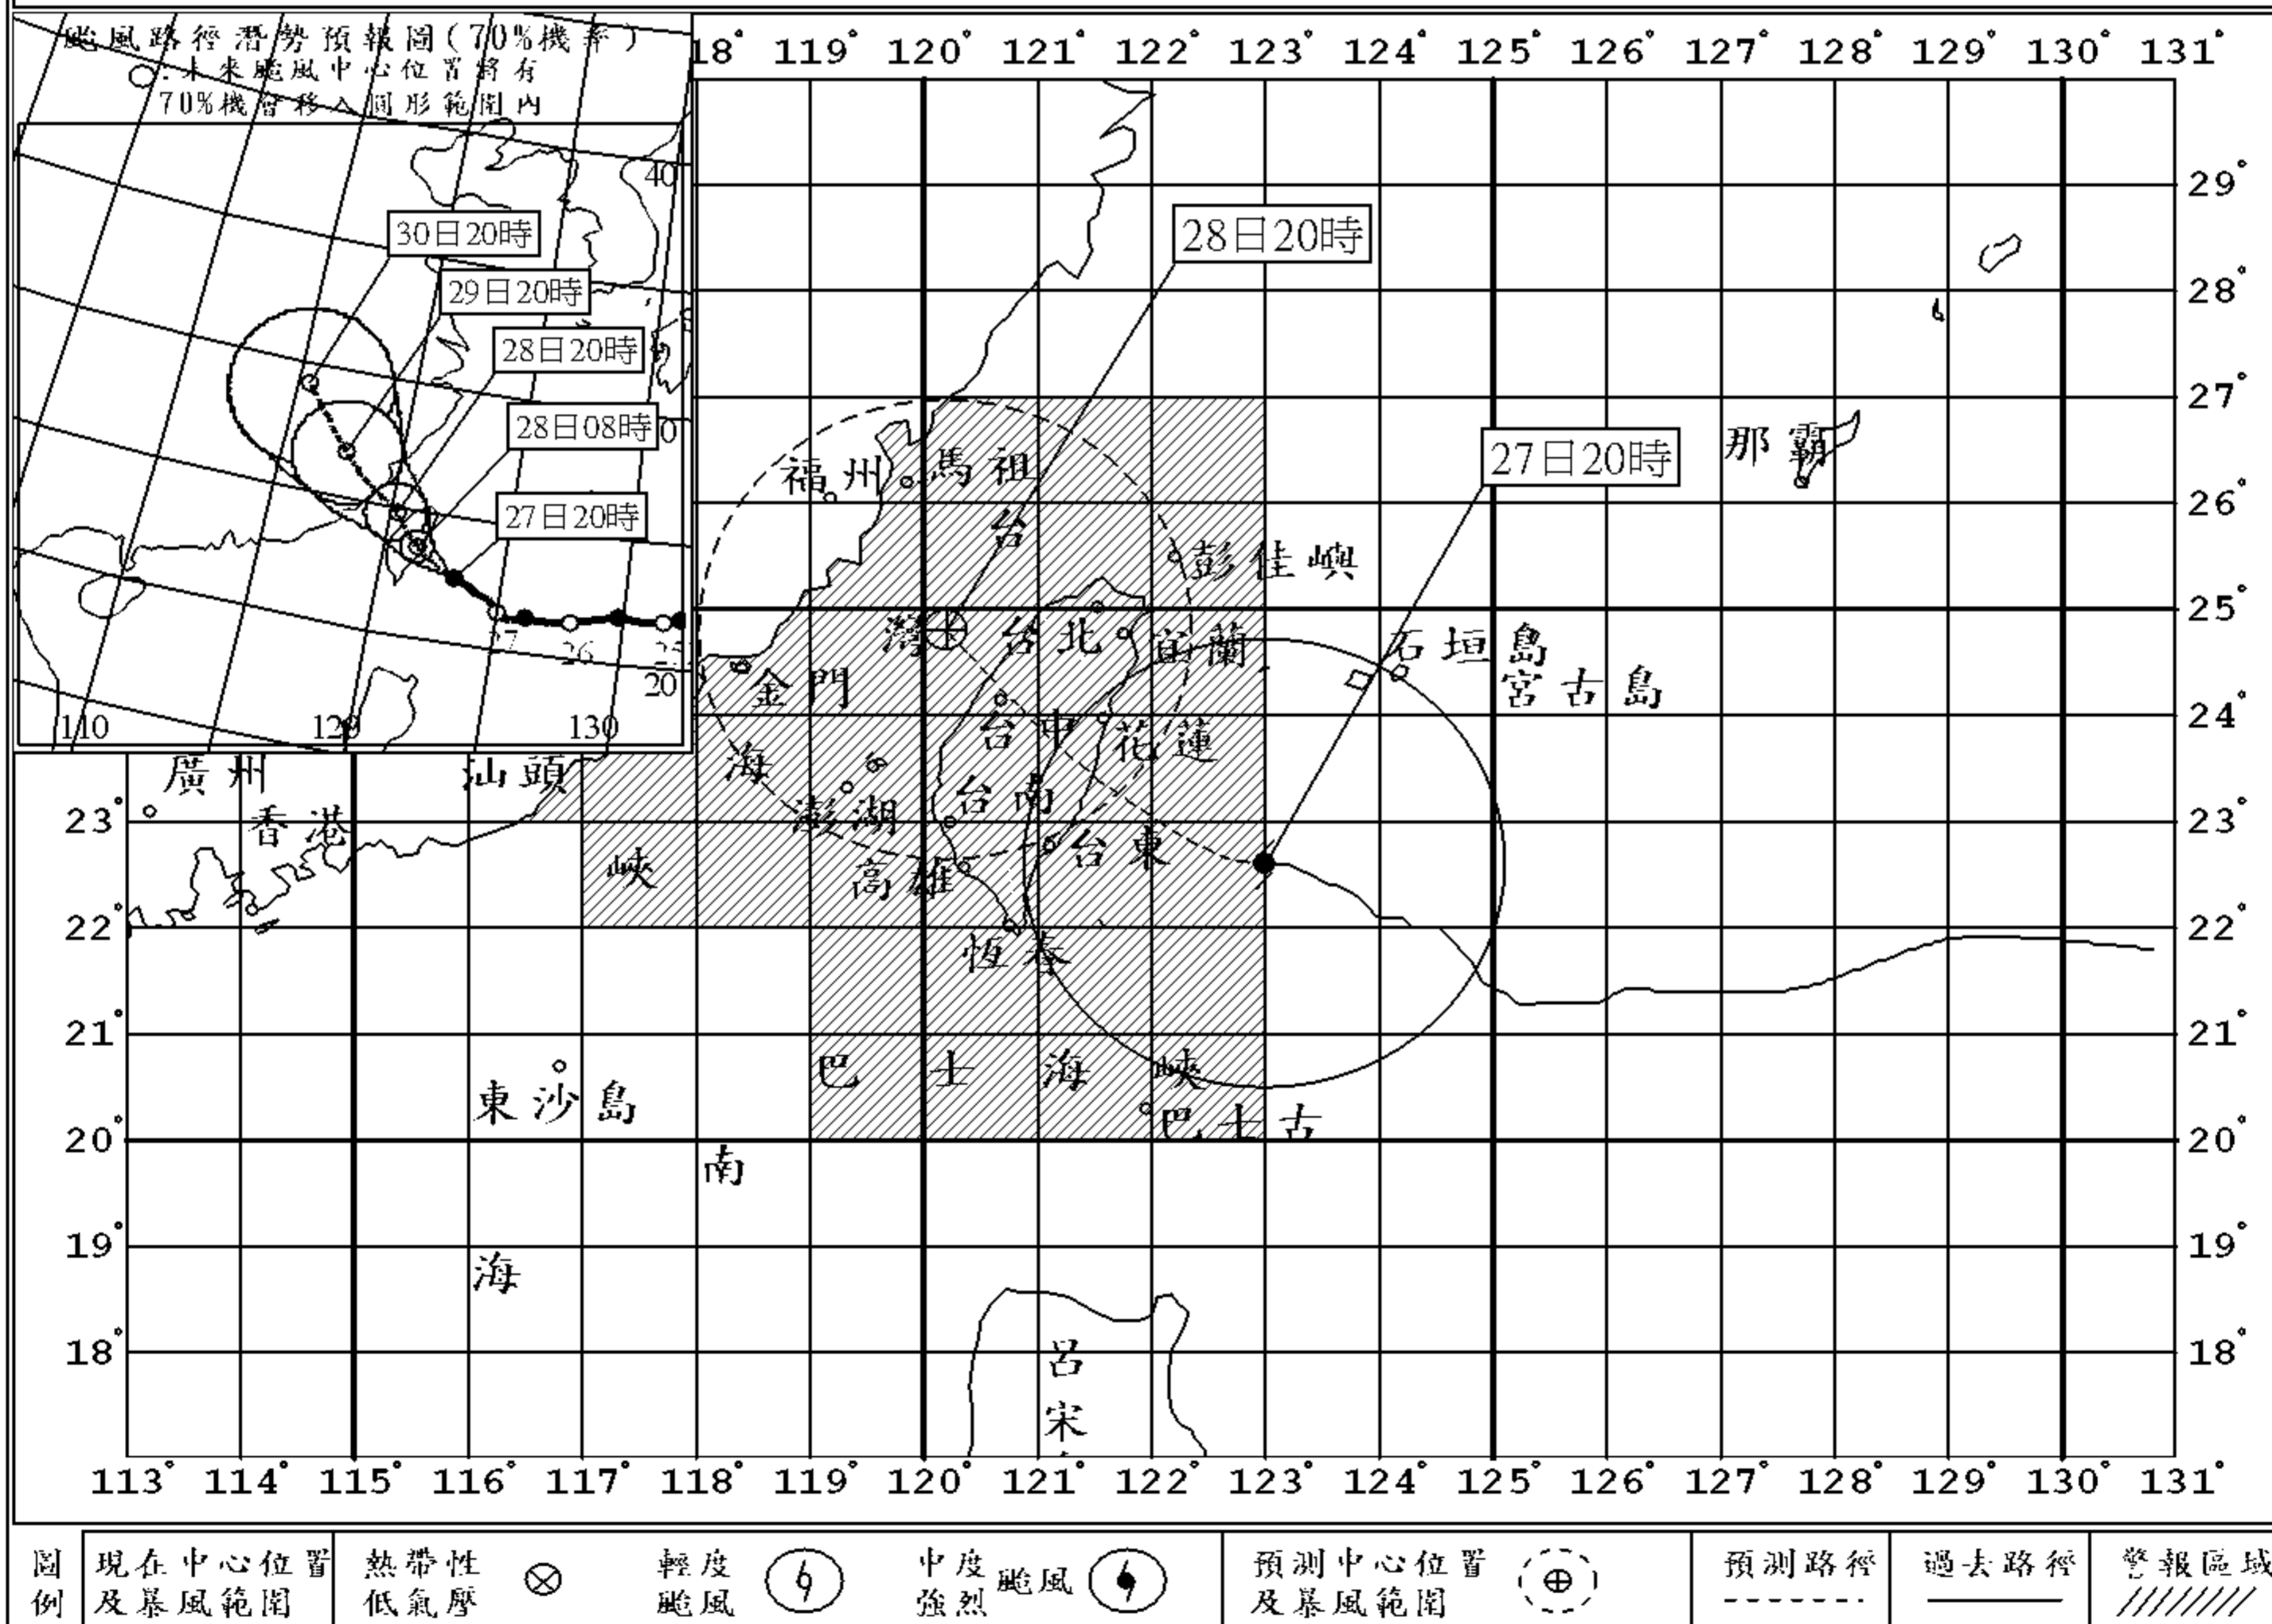 颱風路徑潛勢預報圖(70%機率)
○:未來颱風中心位置將有
70%機會移入圓形範圍內
18° 119° 120° 121° 122° 123° 124° 125° 126° 127° 128° 129° 130° 131°
40
30日20時
29日20時
28日20時
28日08時
0
27日20時
27 26 25
20
110 120 130
28日20時
27日20時
29°
28°
27°
26°
25°
24°
23° 23°
22° 22°
21° 21°
20° 20°
19° 19°
18° 18°
那霸
福州 馬祖
台
彭佳嶼
灣 台北 宜蘭 石垣島
金門 宮古島
台中 花蓮
廣州 汕頭 海
香港 澎湖 台南
峽 高雄 台東
恆春
巴士海峽
東沙島 巴士古
南
海
呂
宋
113° 114° 115° 116° 117° 118° 119° 120° 121° 122° 123° 124° 125° 126° 127° 128° 129° 130° 131°
圖例
現在中心位置
及暴風範圍
熱帶性
低氣壓
輕度
颱風
中度
強烈
颱風
預測中心位置
及暴風範圍
預測路徑
過去路徑
警報區域